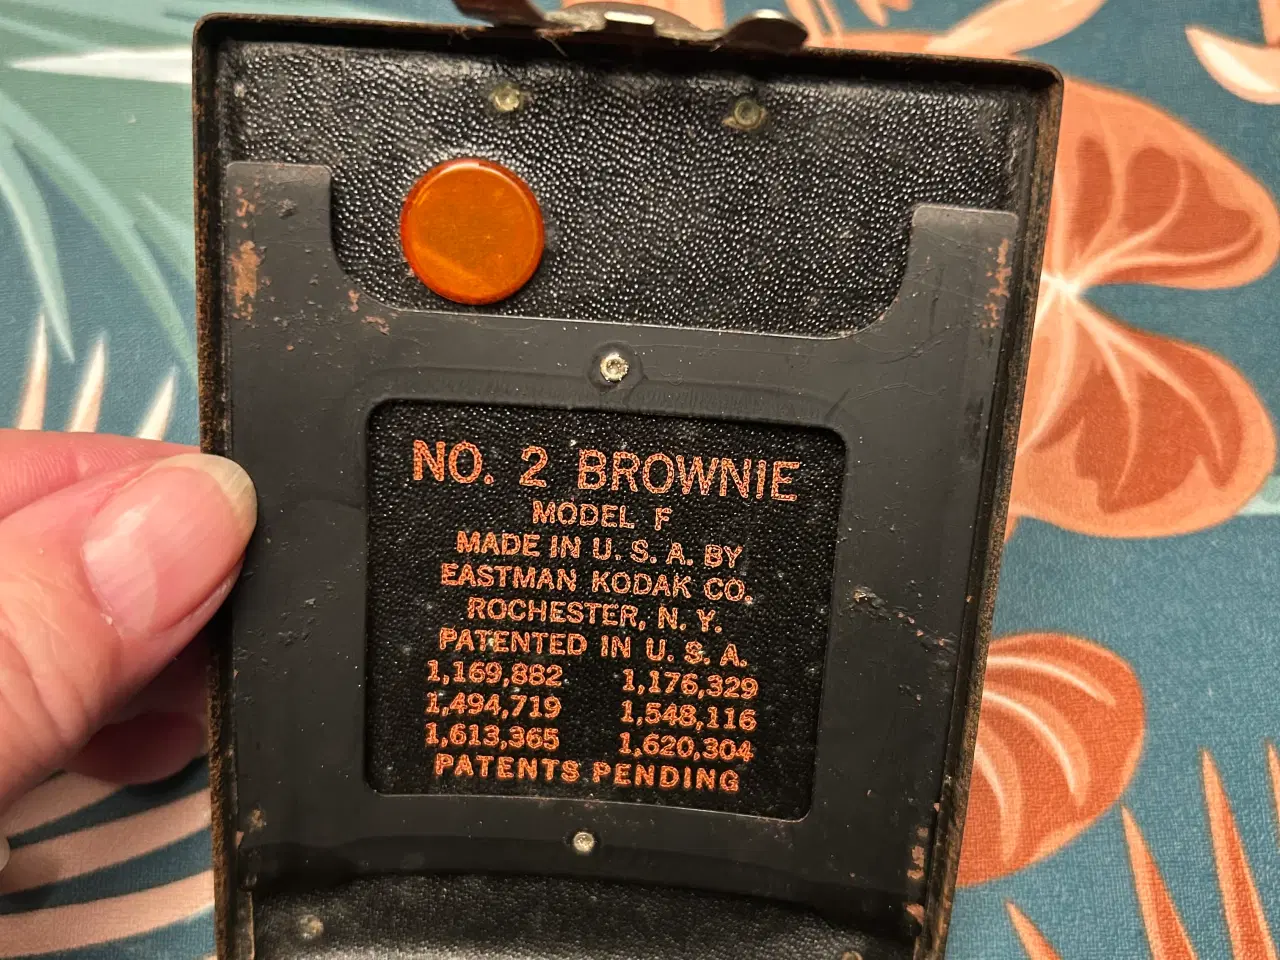 NO. 2 BROWNIE
MODEL F
MADE IN U. S. A. BY
EASTMAN KODAK CO.
ROCHESTER, N. Y.
PATENTED IN U. S. A.
1,169,882 1,176,329
1,494,719 1,548,116
1,613,365 1,620,304
PATENTS PENDING